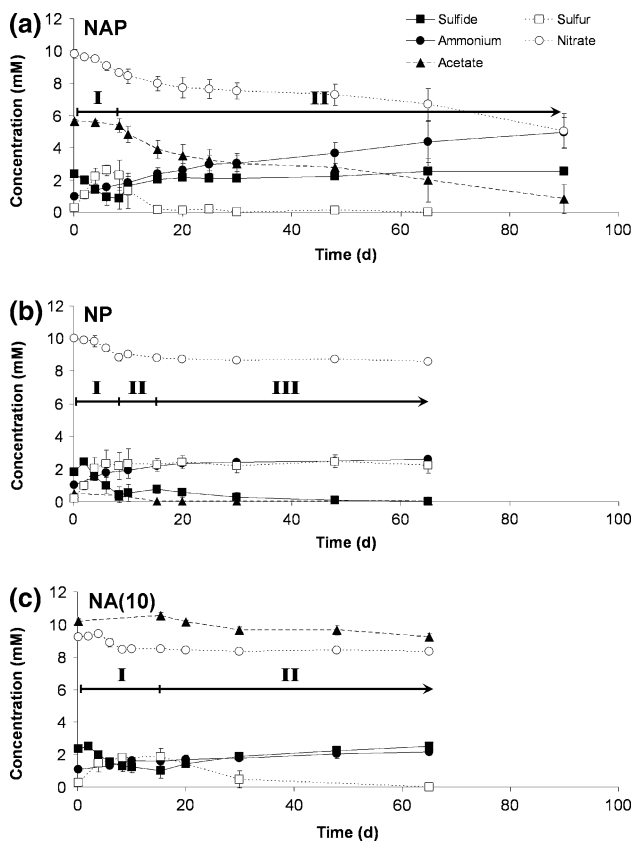 (a) NAP
Sulfide Sulfur
Ammonium Nitrate
Acetate
Concentration (mM)
12
10
8
6
4
2
0
I II
0 20 40 60 80 100
Time (d)
(b) NP
Concentration (mM)
12
10
8
6
4
2
0
I II III
0 20 40 60 80 100
Time (d)
(c) NA(10)
Concentration (mM)
12
10
8
6
4
2
0
I II
0 20 40 60 80 100
Time (d)